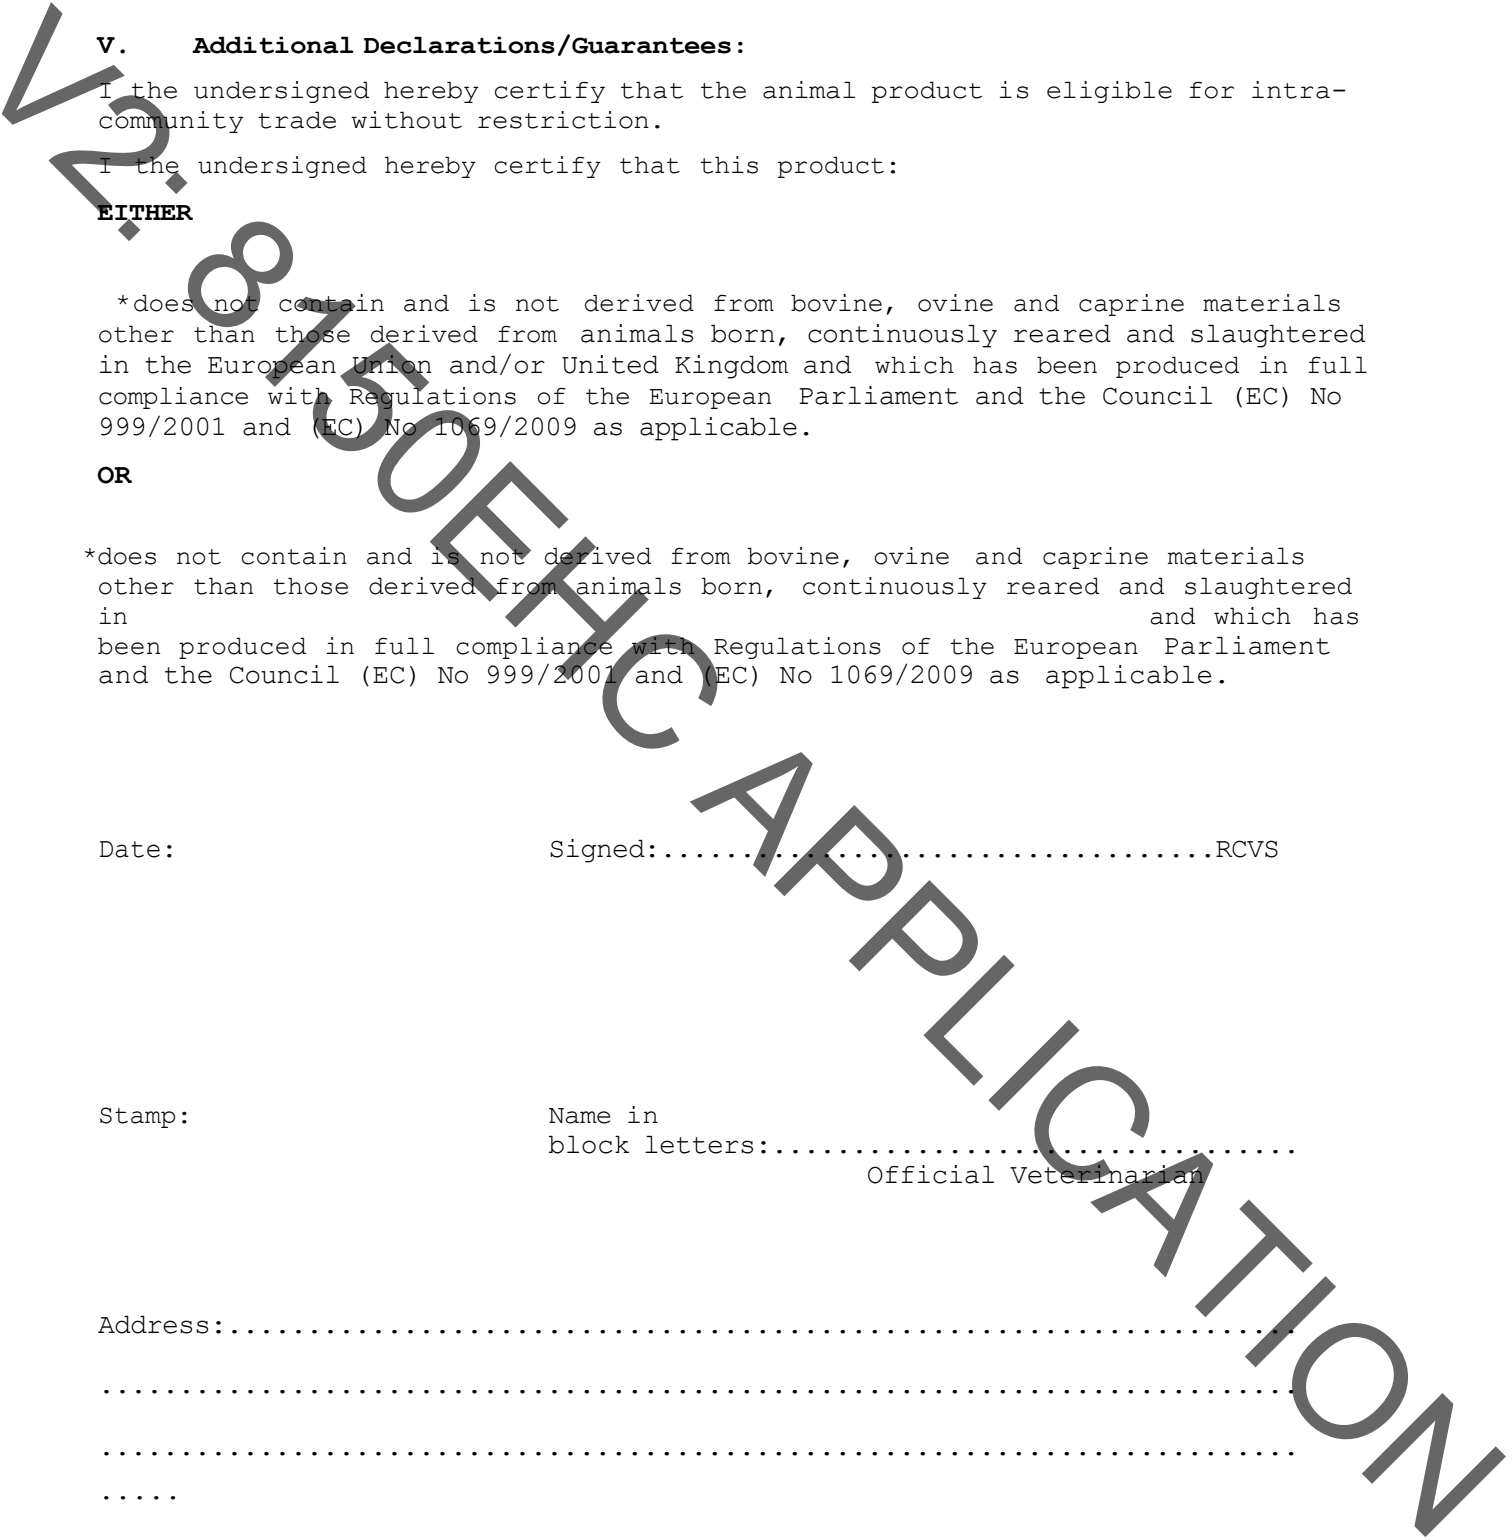 V. Additional Declarations/Guarantees:
I the undersigned hereby certify that the animal product is eligible for intra-
community trade without restriction.
I the undersigned hereby certify that this product:
EITHER
*does not contain and is not derived from bovine, ovine and caprine materials
other than those derived from animals born, continuously reared and slaughtered
in the European Union and/or United Kingdom and which has been produced in full
compliance with Regulations of the European Parliament and the Council (EC) No
999/2001 and (EC) No 1069/2009 as applicable.
OR
*does not contain and is not derived from bovine, ovine and caprine materials
other than those derived from animals born, continuously reared and slaughtered
in and which has
been produced in full compliance with Regulations of the European Parliament
and the Council (EC) No 999/2001 and (EC) No 1069/2009 as applicable.
Date: Signed:...................................RCVS
Stamp: Name in
block letters:.................................
Official Veterinarian
Address:....................................................................
............................................................................
............................................................................
.....
V2: 8150EHC APPLICATION